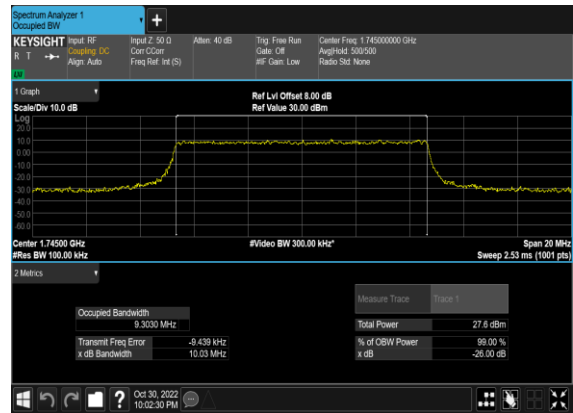 Spectrum Analyzer 1
Occupied BW
+
KEYSIGHT Input: RF Input Z: 50 Ω Atten: 40 dB Trig: Free Run Center Freq: 1.745000000 GHz
R T Coupling: DC Corr CCorr Gate: Off Avg|Hold: 500/500
Align: Auto Freq Ref: Int (S) #IF Gain: Low Radio Std: None
LXI
1 Graph
Ref Lvl Offset 8.00 dB
Scale/Div 10.0 dB Ref Value 30.00 dBm
Log
20.0
10.0
0.00
-10.0
-20.0
-30.0
-40.0
-50.0
-60.0
Center 1.74500 GHz #Video BW 300.00 kHz* Span 20 MHz
#Res BW 100.00 kHz Sweep 2.53 ms (1001 pts)
2 Metrics
Measure Trace Trace 1
Occupied Bandwidth
9.3030 MHz Total Power 27.6 dBm
Transmit Freq Error -9.439 kHz % of OBW Power 99.00 %
x dB Bandwidth 10.03 MHz x dB -26.00 dB
? Oct 30, 2022
10:02:30 PM